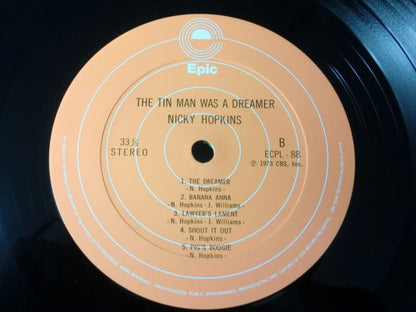 Epic
THE TIN MAN WAS A DREAMER
NICKY HOPKINS
33⅓
STEREO
B
ECPL-88
Ⓟ 1973 CBS, Inc.
1. THE DREAMER
-N. Hopkins-
2. BANANA ANNA
-N. Hopkins - J. Williams-
3. LAWYER'S LAMENT
-N. Hopkins - J. Williams-
4. SHOUT IT OUT
-N. Hopkins-
5. PIG'S BOOGIE
-N. Hopkins-